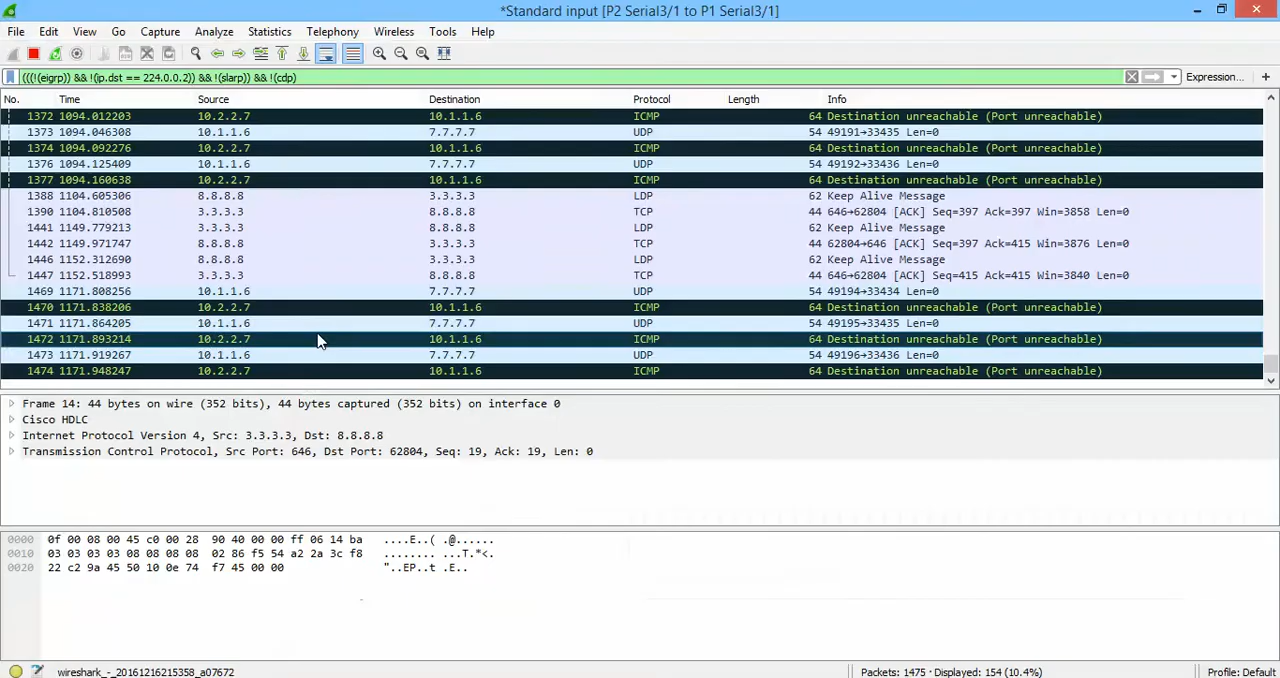 *Standard input [P2 Serial3/1 to P1 Serial3/1]
File Edit View Go Capture Analyze Statistics Telephony Wireless Tools Help
(((!(eigrp)) && !(ip.dst == 224.0.0.2)) && !(slarp)) && !(cdp) Expression... +
No. Time Source Destination Protocol Length Info
1372 1094.012203 10.2.2.7 10.1.1.6 ICMP 64 Destination unreachable (Port unreachable)
1373 1094.046308 10.1.1.6 7.7.7.7 UDP 54 49191→33435 Len=0
1374 1094.092276 10.2.2.7 10.1.1.6 ICMP 64 Destination unreachable (Port unreachable)
1376 1094.125409 10.1.1.6 7.7.7.7 UDP 54 49192→33436 Len=0
1377 1094.160638 10.2.2.7 10.1.1.6 ICMP 64 Destination unreachable (Port unreachable)
1388 1104.605306 8.8.8.8 3.3.3.3 LDP 62 Keep Alive Message
1390 1104.810508 3.3.3.3 8.8.8.8 TCP 44 646→62804 [ACK] Seq=397 Ack=397 Win=3858 Len=0
1441 1149.779213 3.3.3.3 8.8.8.8 LDP 62 Keep Alive Message
1442 1149.971747 8.8.8.8 3.3.3.3 TCP 44 62804→646 [ACK] Seq=397 Ack=415 Win=3876 Len=0
1446 1152.312690 8.8.8.8 3.3.3.3 LDP 62 Keep Alive Message
1447 1152.518993 3.3.3.3 8.8.8.8 TCP 44 646→62804 [ACK] Seq=415 Ack=415 Win=3840 Len=0
1469 1171.808256 10.1.1.6 7.7.7.7 UDP 54 49194→33434 Len=0
1470 1171.838206 10.2.2.7 10.1.1.6 ICMP 64 Destination unreachable (Port unreachable)
1471 1171.864205 10.1.1.6 7.7.7.7 UDP 54 49195→33435 Len=0
1472 1171.893214 10.2.2.7 10.1.1.6 ICMP 64 Destination unreachable (Port unreachable)
1473 1171.919267 10.1.1.6 7.7.7.7 UDP 54 49196→33436 Len=0
1474 1171.948247 10.2.2.7 10.1.1.6 ICMP 64 Destination unreachable (Port unreachable)
Frame 14: 44 bytes on wire (352 bits), 44 bytes captured (352 bits) on interface 0
Cisco HDLC
Internet Protocol Version 4, Src: 3.3.3.3, Dst: 8.8.8.8
Transmission Control Protocol, Src Port: 646, Dst Port: 62804, Seq: 19, Ack: 19, Len: 0
0000 0f 00 08 00 45 c0 00 28 90 40 00 00 ff 06 14 ba ....E..( .@......
0010 03 03 03 03 08 08 08 08 02 86 f5 54 a2 2a 3c f8 ........ ...T.*<.
0020 22 c2 9a 45 50 10 0e 74 f7 45 00 00 "..EP..t .E..
wireshark_-_20161216215358_a07672 Packets: 1475 · Displayed: 154 (10.4%) Profile: Default